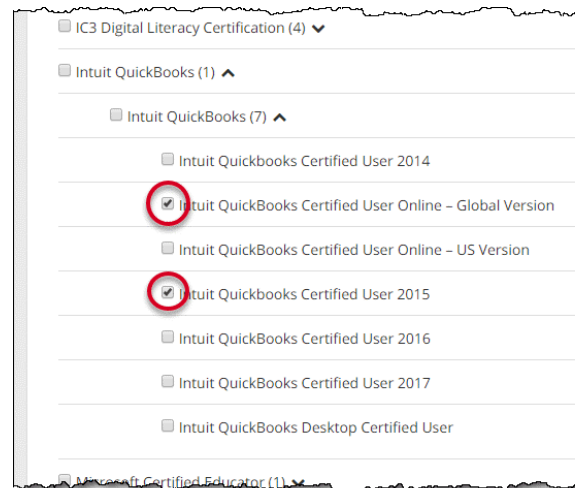 IC3 Digital Literacy Certification (4)
Intuit QuickBooks (1)
Intuit QuickBooks (7)
Intuit Quickbooks Certified User 2014
Intuit QuickBooks Certified User Online – Global Version
Intuit QuickBooks Certified User Online – US Version
Intuit Quickbooks Certified User 2015
Intuit QuickBooks Certified User 2016
Intuit QuickBooks Certified User 2017
Intuit QuickBooks Desktop Certified User
Microsoft Certified Educator (1)